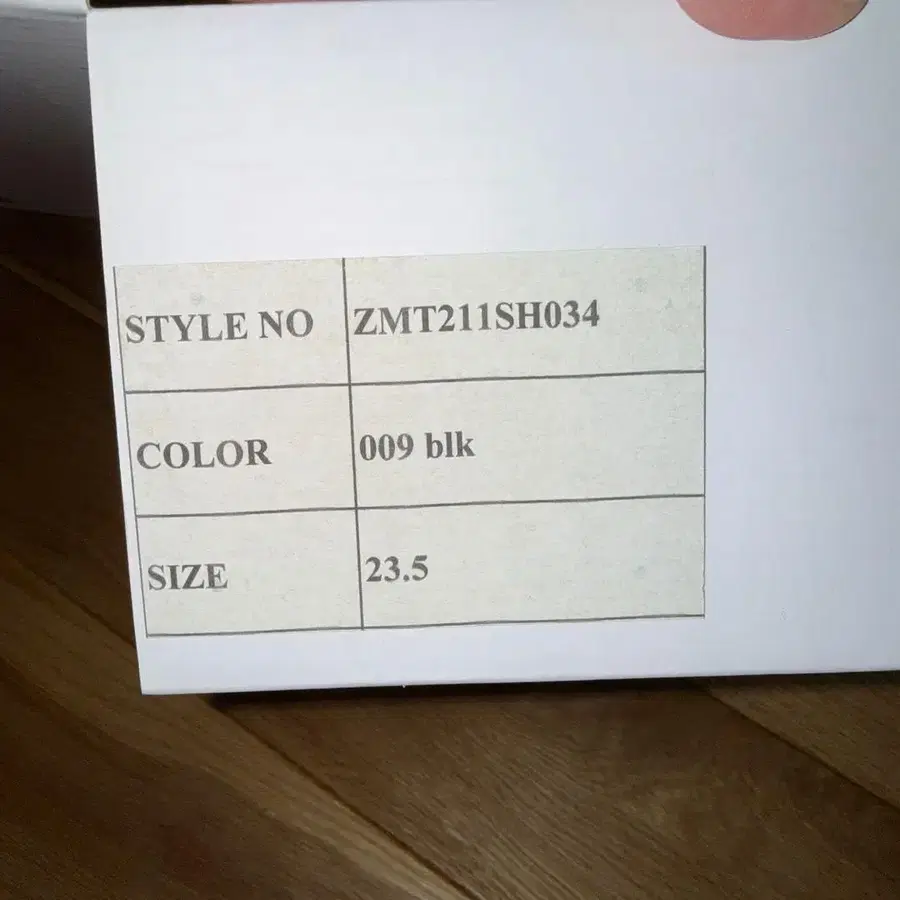 STYLE NO ZMT211SH034
COLOR 009 blk
SIZE 23.5